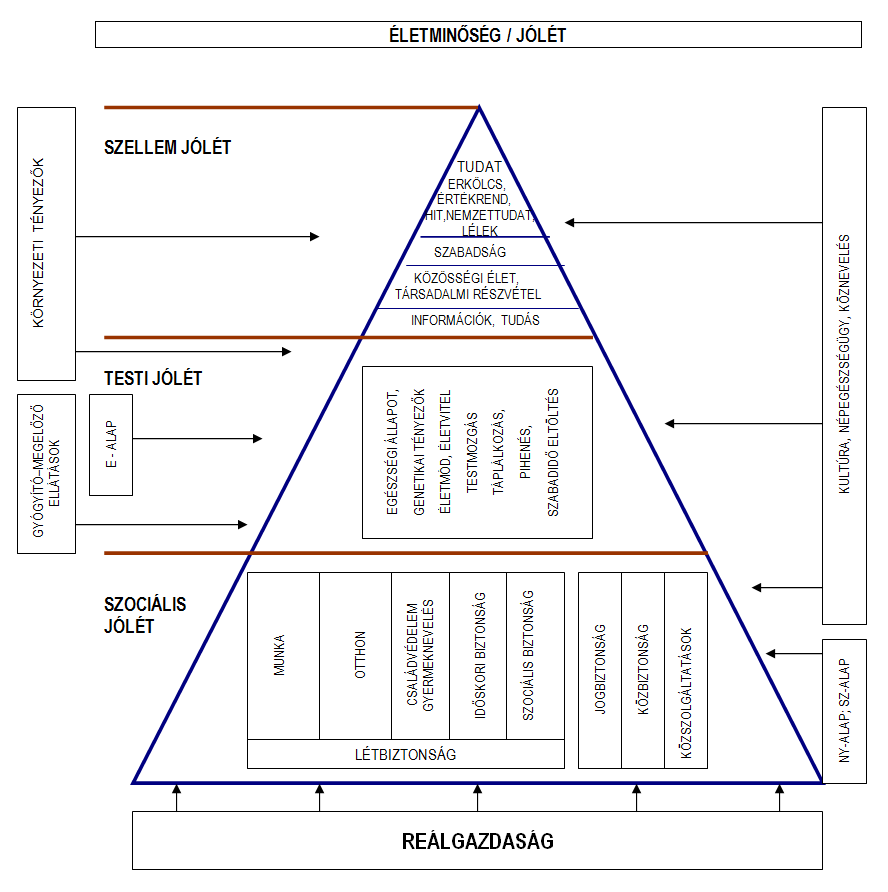 ÉLETMINŐSÉG / JÓLÉT
KÖRNYEZETI TÉNYEZŐK
SZELLEM JÓLÉT
TUDAT
ERKÖLCS,
ÉRTÉKREND,
HIT,NEMZETTUDAT,
LÉLEK
SZABADSÁG
KÖZÖSSÉGI ÉLET,
TÁRSADALMI RÉSZVÉTEL
INFORMÁCIÓK, TUDÁS
KULTÚRA, NÉPEGÉSZSÉGÜGY, KÖZNEVELÉS
TESTI JÓLÉT
GYÓGYÍTÓ–MEGELŐZŐ
ELLÁTÁSOK
E - ALAP
EGÉSZSÉGI ÁLLAPOT,
GENETIKAI TÉNYEZŐK
ÉLETMÓD, ÉLETVITEL
TESTMOZGÁS
TÁPLÁLKOZÁS,
PIHENÉS,
SZABADIDŐ ELTÖLTÉS
SZOCIÁLIS
JÓLÉT
MUNKA
OTTHON
CSALÁDVÉDELEM
GYERMEKNEVELÉS
IDŐSKORI BIZTONSÁG
SZOCIÁLIS BIZTONSÁG
LÉTBIZTONSÁG
JOGBIZTONSÁG
KÖZBIZTONSÁG
KÖZSZOLGÁLTATÁSOK
NY-ALAP; SZ-ALAP
REÁLGAZDASÁG